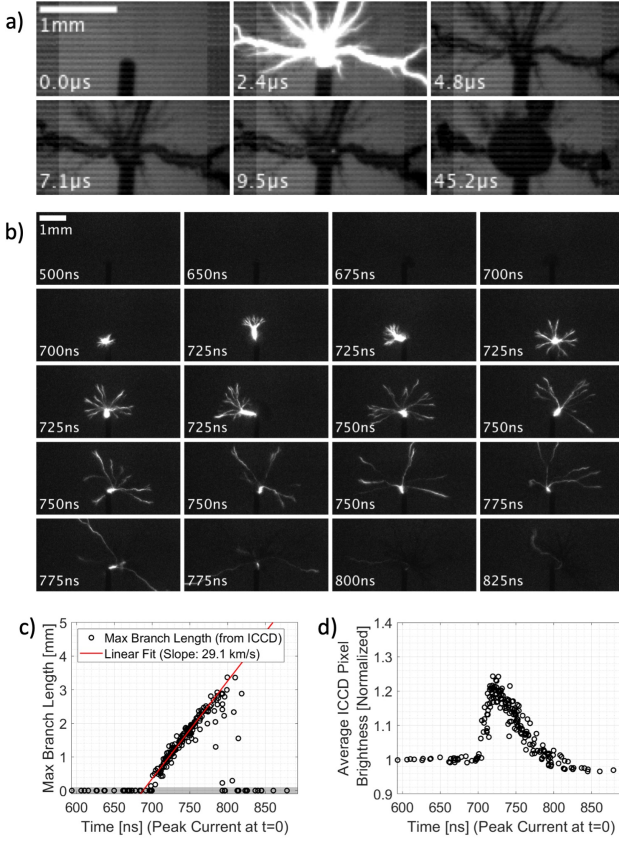 a)
1mm
0.0µs
2.4µs
4.8µs
7.1µs
9.5µs
45.2µs
b)
1mm
500ns
650ns
675ns
700ns
700ns
725ns
725ns
725ns
725ns
725ns
750ns
750ns
750ns
750ns
750ns
775ns
775ns
775ns
800ns
825ns
c)
5
4
3
2
1
0
Max Branch Length [mm]
Max Branch Length (from ICCD)
Linear Fit (Slope: 29.1 km/s)
600 650 700 750 800 850
Time [ns] (Peak Current at t=0)
d)
1.4
1.3
1.2
1.1
1.0
0.9
Average ICCD Pixel
Brightness [Normalized]
600 650 700 750 800 850
Time [ns] (Peak Current at t=0)